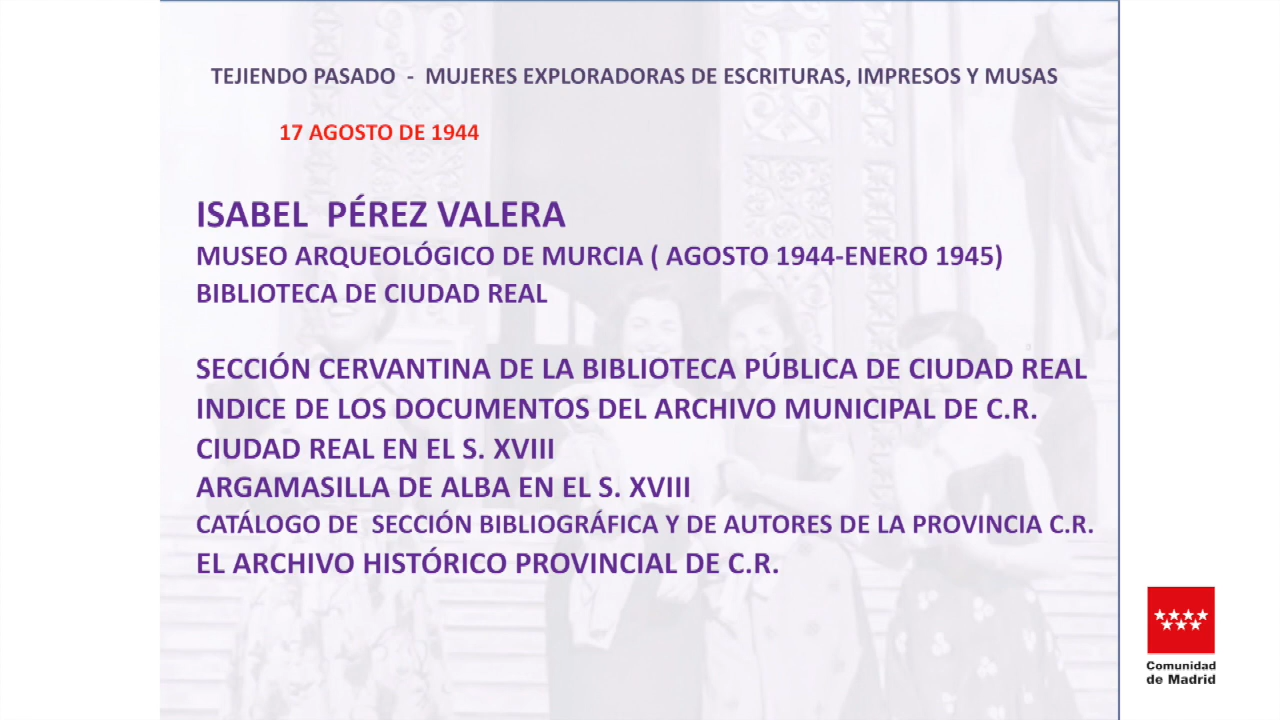 TEJIENDO PASADO - MUJERES EXPLORADORAS DE ESCRITURAS, IMPRESOS Y MUSAS
17 AGOSTO DE 1944
ISABEL PÉREZ VALERA
MUSEO ARQUEOLÓGICO DE MURCIA ( AGOSTO 1944-ENERO 1945)
BIBLIOTECA DE CIUDAD REAL
SECCIÓN CERVANTINA DE LA BIBLIOTECA PÚBLICA DE CIUDAD REAL
INDICE DE LOS DOCUMENTOS DEL ARCHIVO MUNICIPAL DE C.R.
CIUDAD REAL EN EL S. XVIII
ARGAMASILLA DE ALBA EN EL S. XVIII
CATÁLOGO DE SECCIÓN BIBLIOGRÁFICA Y DE AUTORES DE LA PROVINCIA C.R.
EL ARCHIVO HISTÓRICO PROVINCIAL DE C.R.
Comunidad
de Madrid